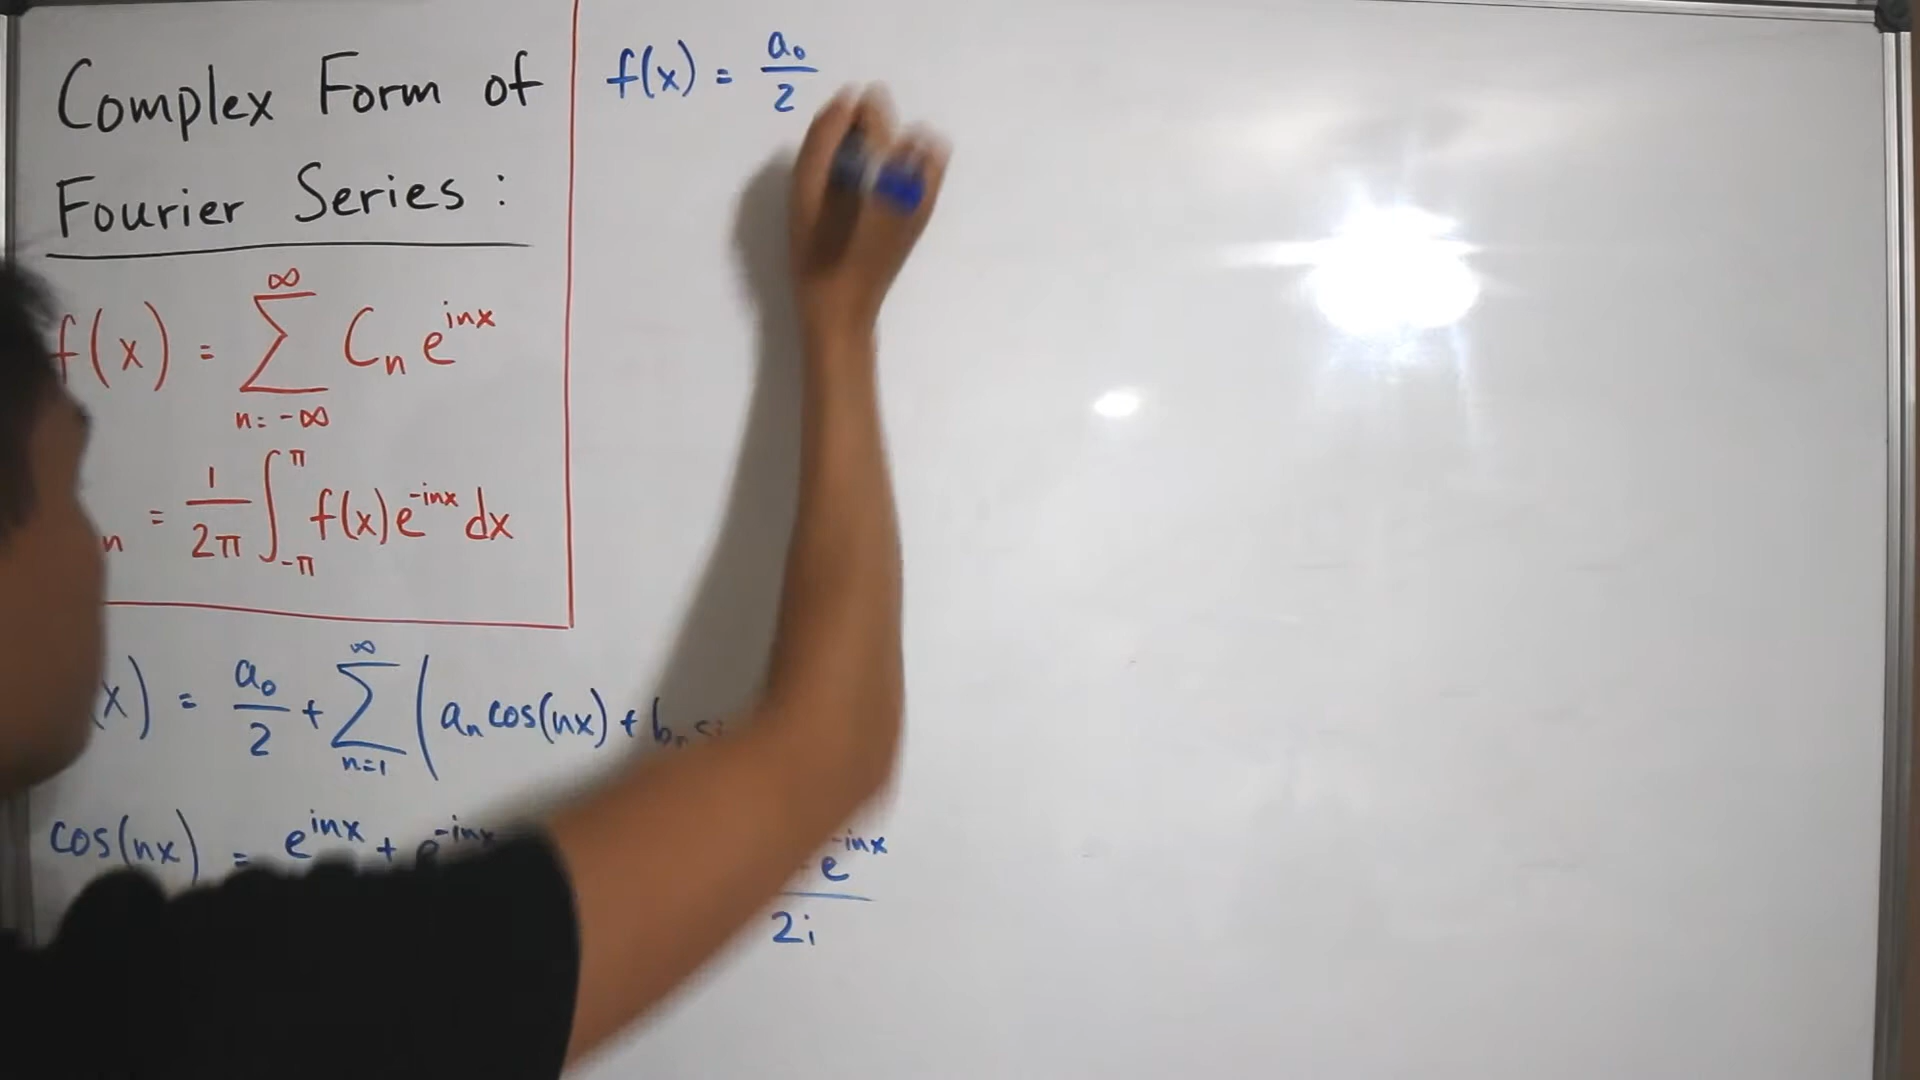 Complex Form of
Fourier Series :
f(x) = ∑_{n=-∞}^{∞} C_n e^{inx}
n = 1/2π ∫_{-π}^{π} f(x) e^{-inx} dx
x) = a₀/2 + ∑_{n=1}^{∞} ( a_n cos(nx) + b_n
cos(nx) = e^{inx} + e^{-inx}
e^{-inx} / 2i
f(x) = a₀/2